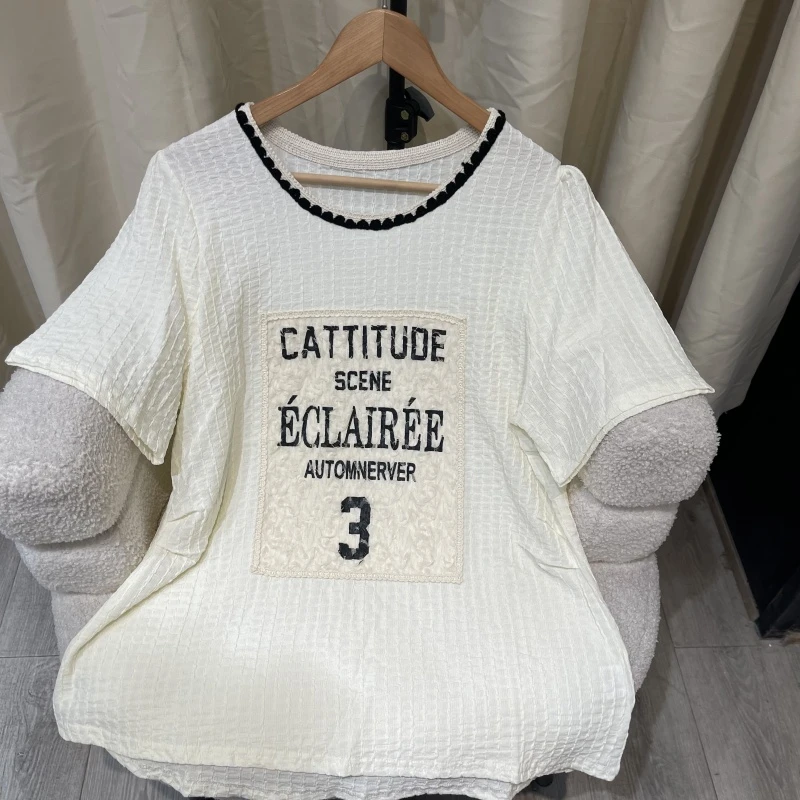 CATTITUDE
SCENE
ÉCLAIRÉE
AUTOMNERVER
3